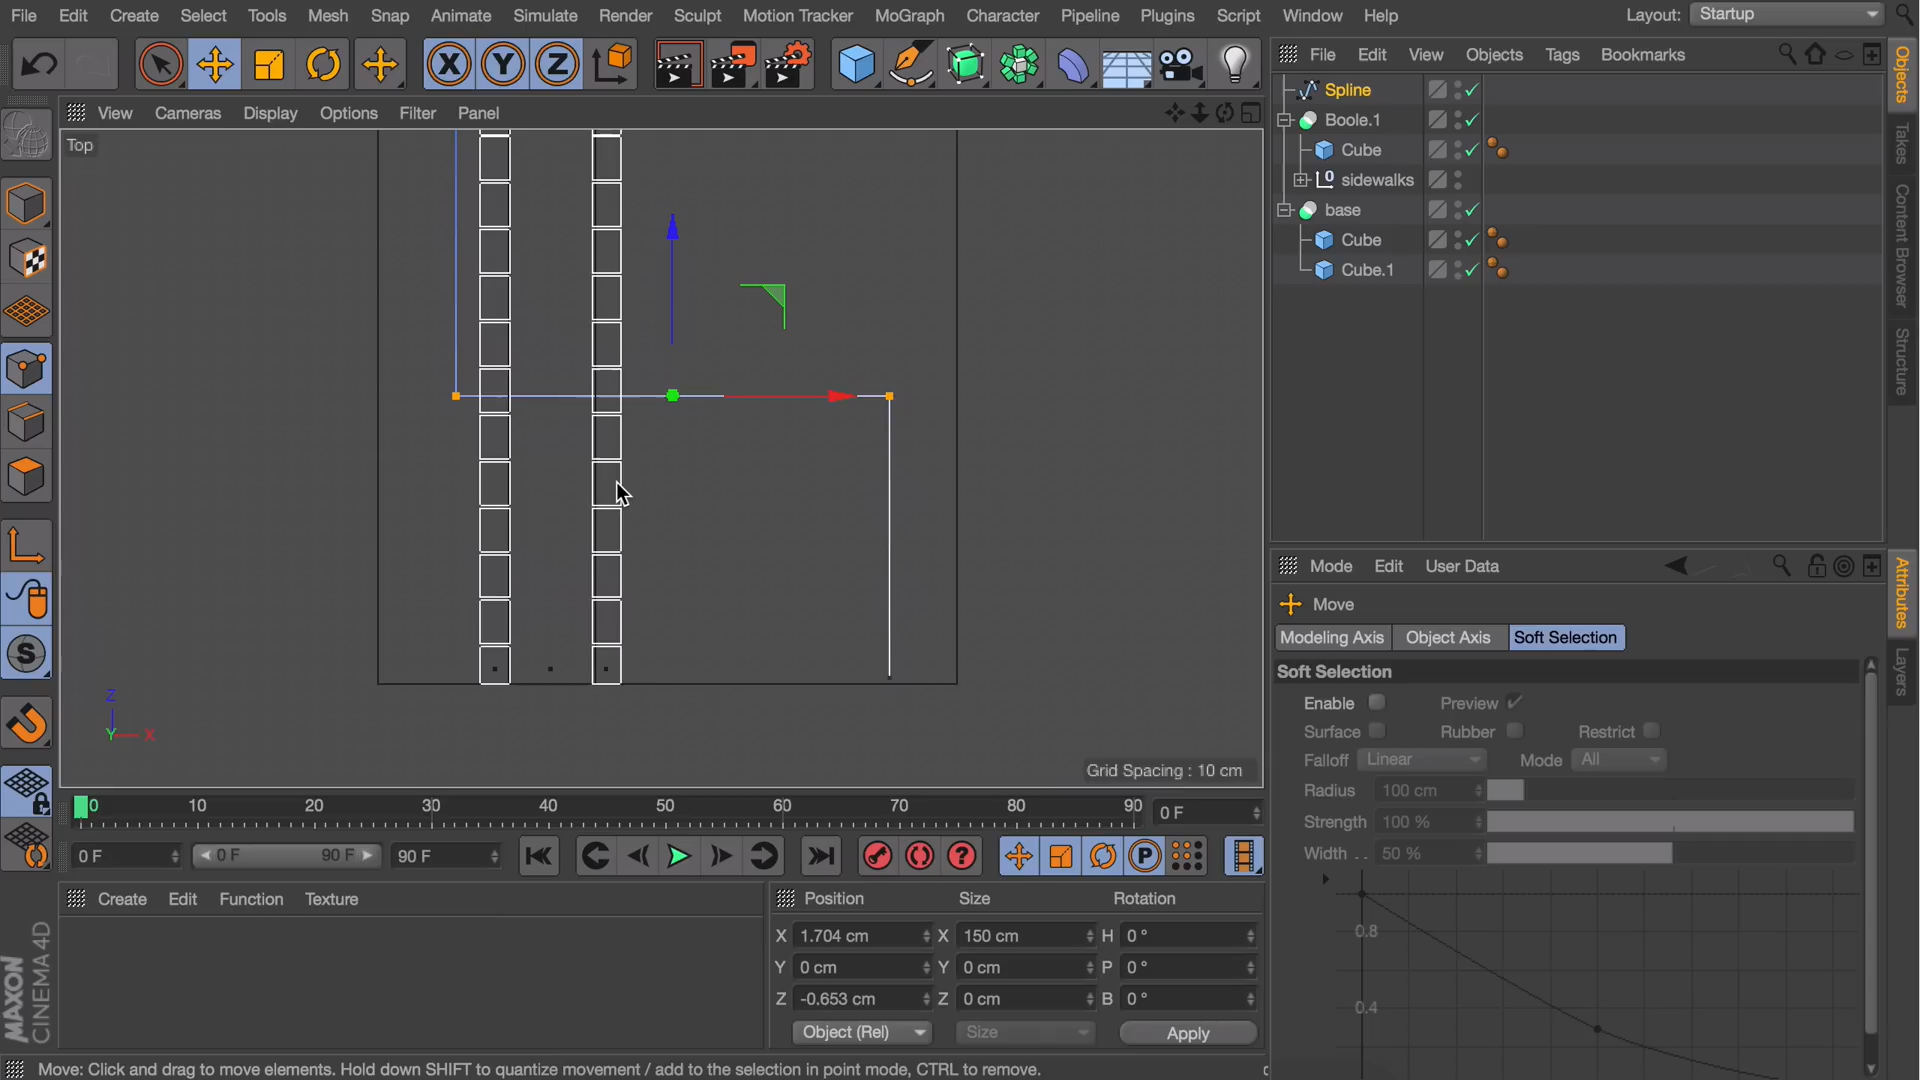 File Edit Create Select Tools Mesh Snap Animate Simulate Render Sculpt Motion Tracker MoGraph Character Pipeline Plugins Script Window Help Layout: Startup
X Y Z
File Edit View Objects Tags Bookmarks
View Cameras Display Options Filter Panel
Top
Spline
Boole.1
Cube
0 sidewalks
base
Cube
Cube.1
Objects
Takes
Content Browser
Structure
Mode Edit User Data
Move
Modeling Axis Object Axis Soft Selection
Soft Selection
Enable Preview
Surface Rubber Restrict
Falloff Linear Mode All
Radius 100 cm
Strength 100 %
Width . . 50 %
0.8
0.4
Attributes
Layers
S
Z
Y X
Grid Spacing : 10 cm
0 10 20 30 40 50 60 70 80 90 0 F
0 F 0 F 90 F 90 F ? P
Create Edit Function Texture
Position Size Rotation
X 1.704 cm X 150 cm H 0 °
Y 0 cm Y 0 cm P 0 °
Z -0.653 cm Z 0 cm B 0 °
Object (Rel) Size Apply
MAXON
CINEMA 4D
Move: Click and drag to move elements. Hold down SHIFT to quantize movement / add to the selection in point mode, CTRL to remove.